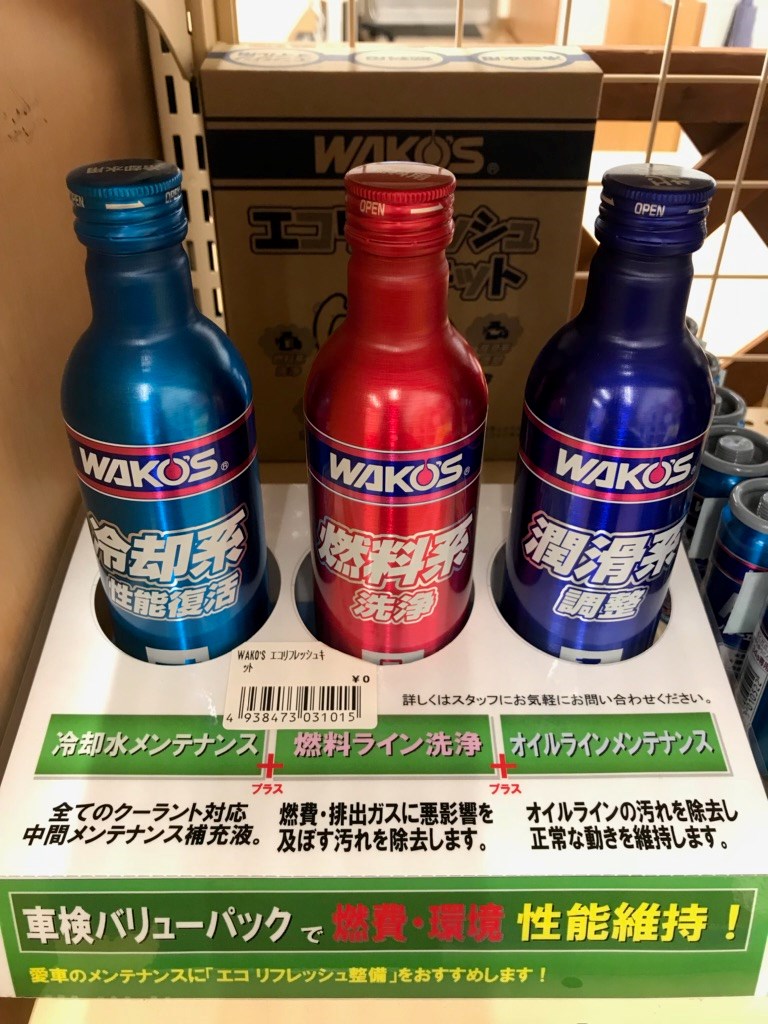 WAKO'S®
エコリフレッシュ
キット
冷却水用
OPEN
OPEN
OPEN
WAKO'S®
冷却系
性能復活
WAKO'S®
燃料系
洗浄
WAKO'S®
潤滑系
調整
WAKO'S エコリフレッシュキ
ット
¥0
4 938473 031015
詳しくはスタッフにお気軽にお問い合わせください。
冷却水メンテナンス
+
プラス
燃料ライン洗浄
+
プラス
オイルラインメンテナンス
全てのクーラント対応
中間メンテナンス補充液。
燃費・排出ガスに悪影響を
及ぼす汚れを除去します。
オイルラインの汚れを除去し
正常な動きを維持します。
車検バリューパックで燃費・環境 性能維持！
愛車のメンテナンスに「エコ リフレッシュ整備」をおすすめします！